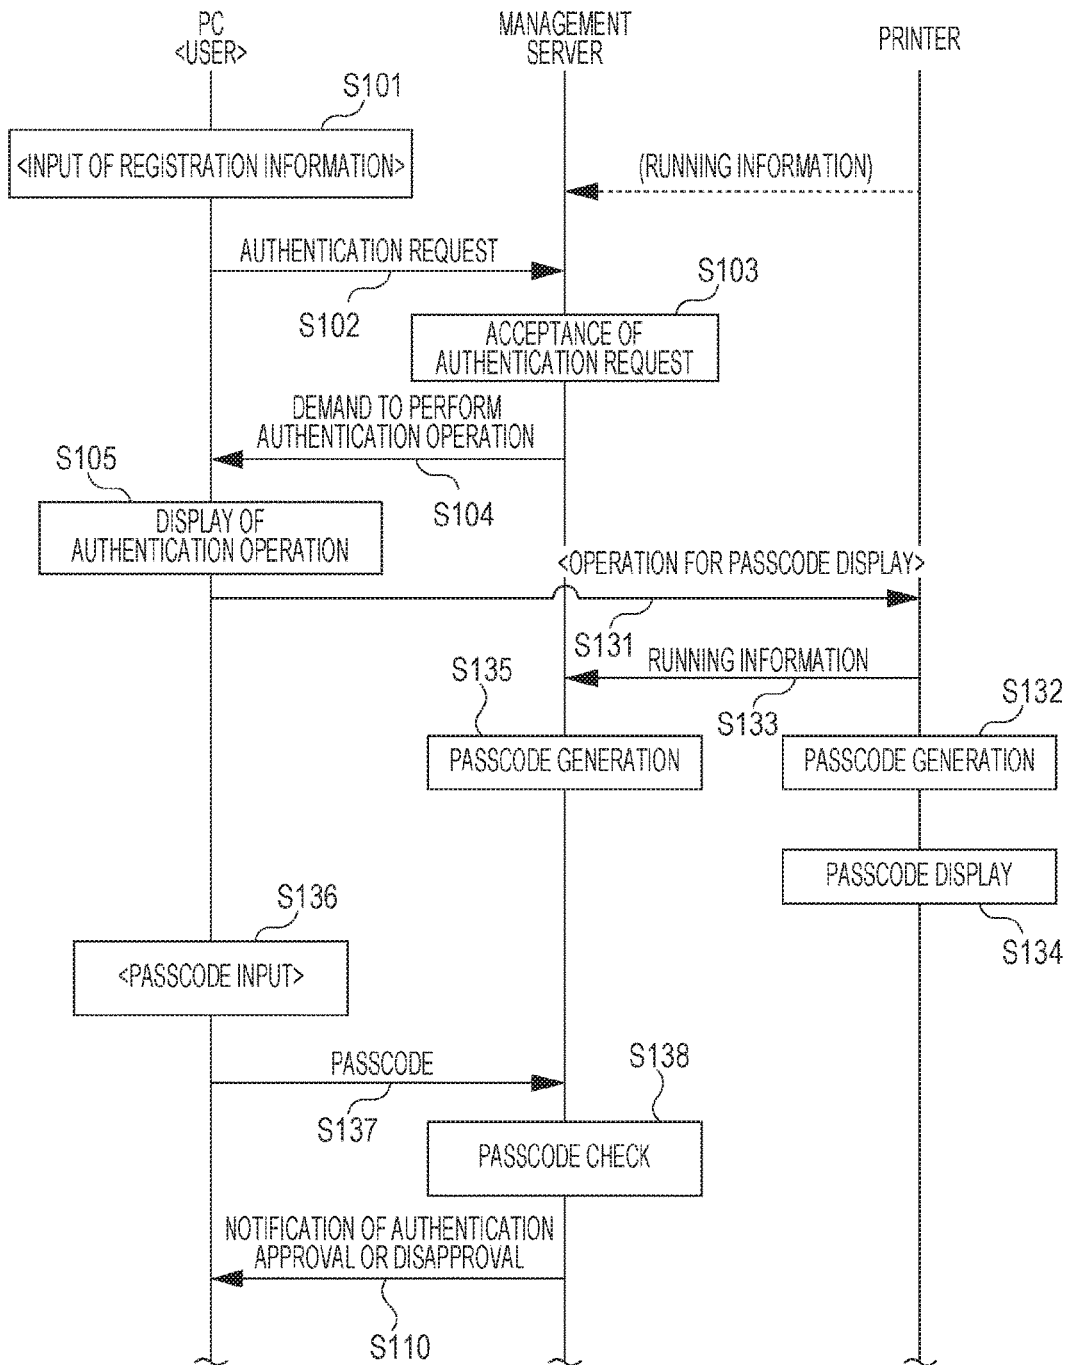 PC
<USER>
MANAGEMENT
SERVER
PRINTER
S101
<INPUT OF REGISTRATION INFORMATION>
(RUNNING INFORMATION)
AUTHENTICATION REQUEST
S102
S103
ACCEPTANCE OF
AUTHENTICATION REQUEST
DEMAND TO PERFORM
AUTHENTICATION OPERATION
S104
S105
DISPLAY OF
AUTHENTICATION OPERATION
<OPERATION FOR PASSCODE DISPLAY>
S131
RUNNING INFORMATION
S133
S135
PASSCODE GENERATION
S132
PASSCODE GENERATION
PASSCODE DISPLAY
S134
S136
<PASSCODE INPUT>
PASSCODE
S137
S138
PASSCODE CHECK
NOTIFICATION OF AUTHENTICATION
APPROVAL OR DISAPPROVAL
S110